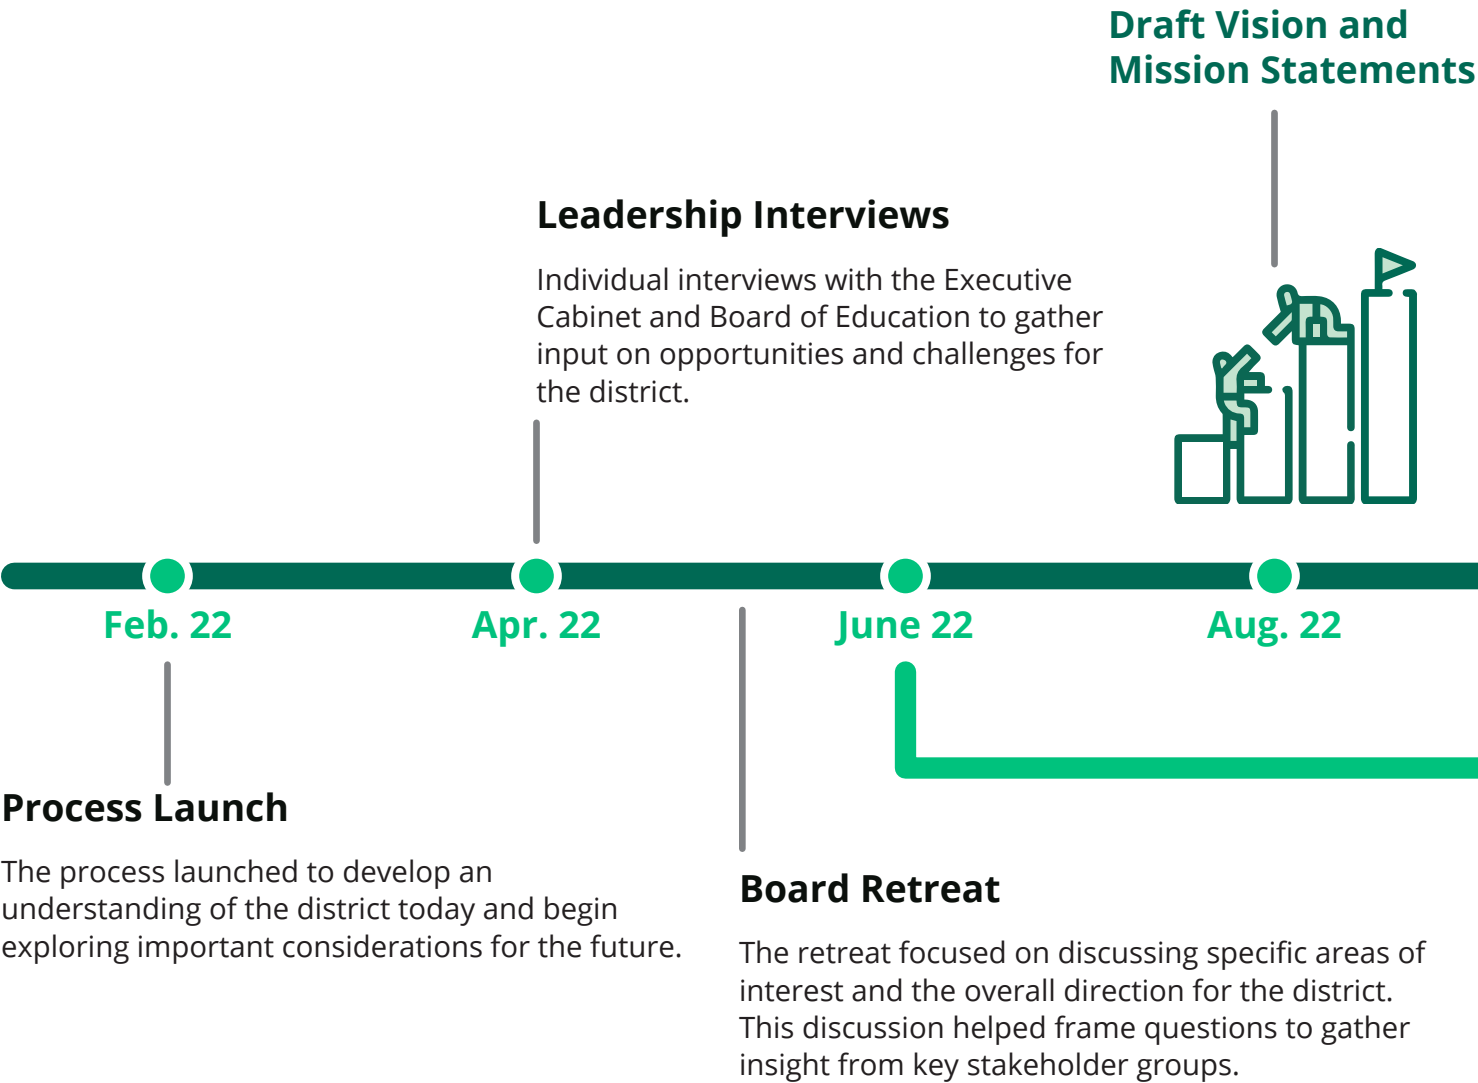 Draft Vision and
Mission Statements
Leadership Interviews
Individual interviews with the Executive
Cabinet and Board of Education to gather
input on opportunities and challenges for
the district.
Feb. 22
Apr. 22
June 22
Aug. 22
Process Launch
The process launched to develop an
understanding of the district today and begin
exploring important considerations for the future.
Board Retreat
The retreat focused on discussing specific areas of
interest and the overall direction for the district.
This discussion helped frame questions to gather
insight from key stakeholder groups.